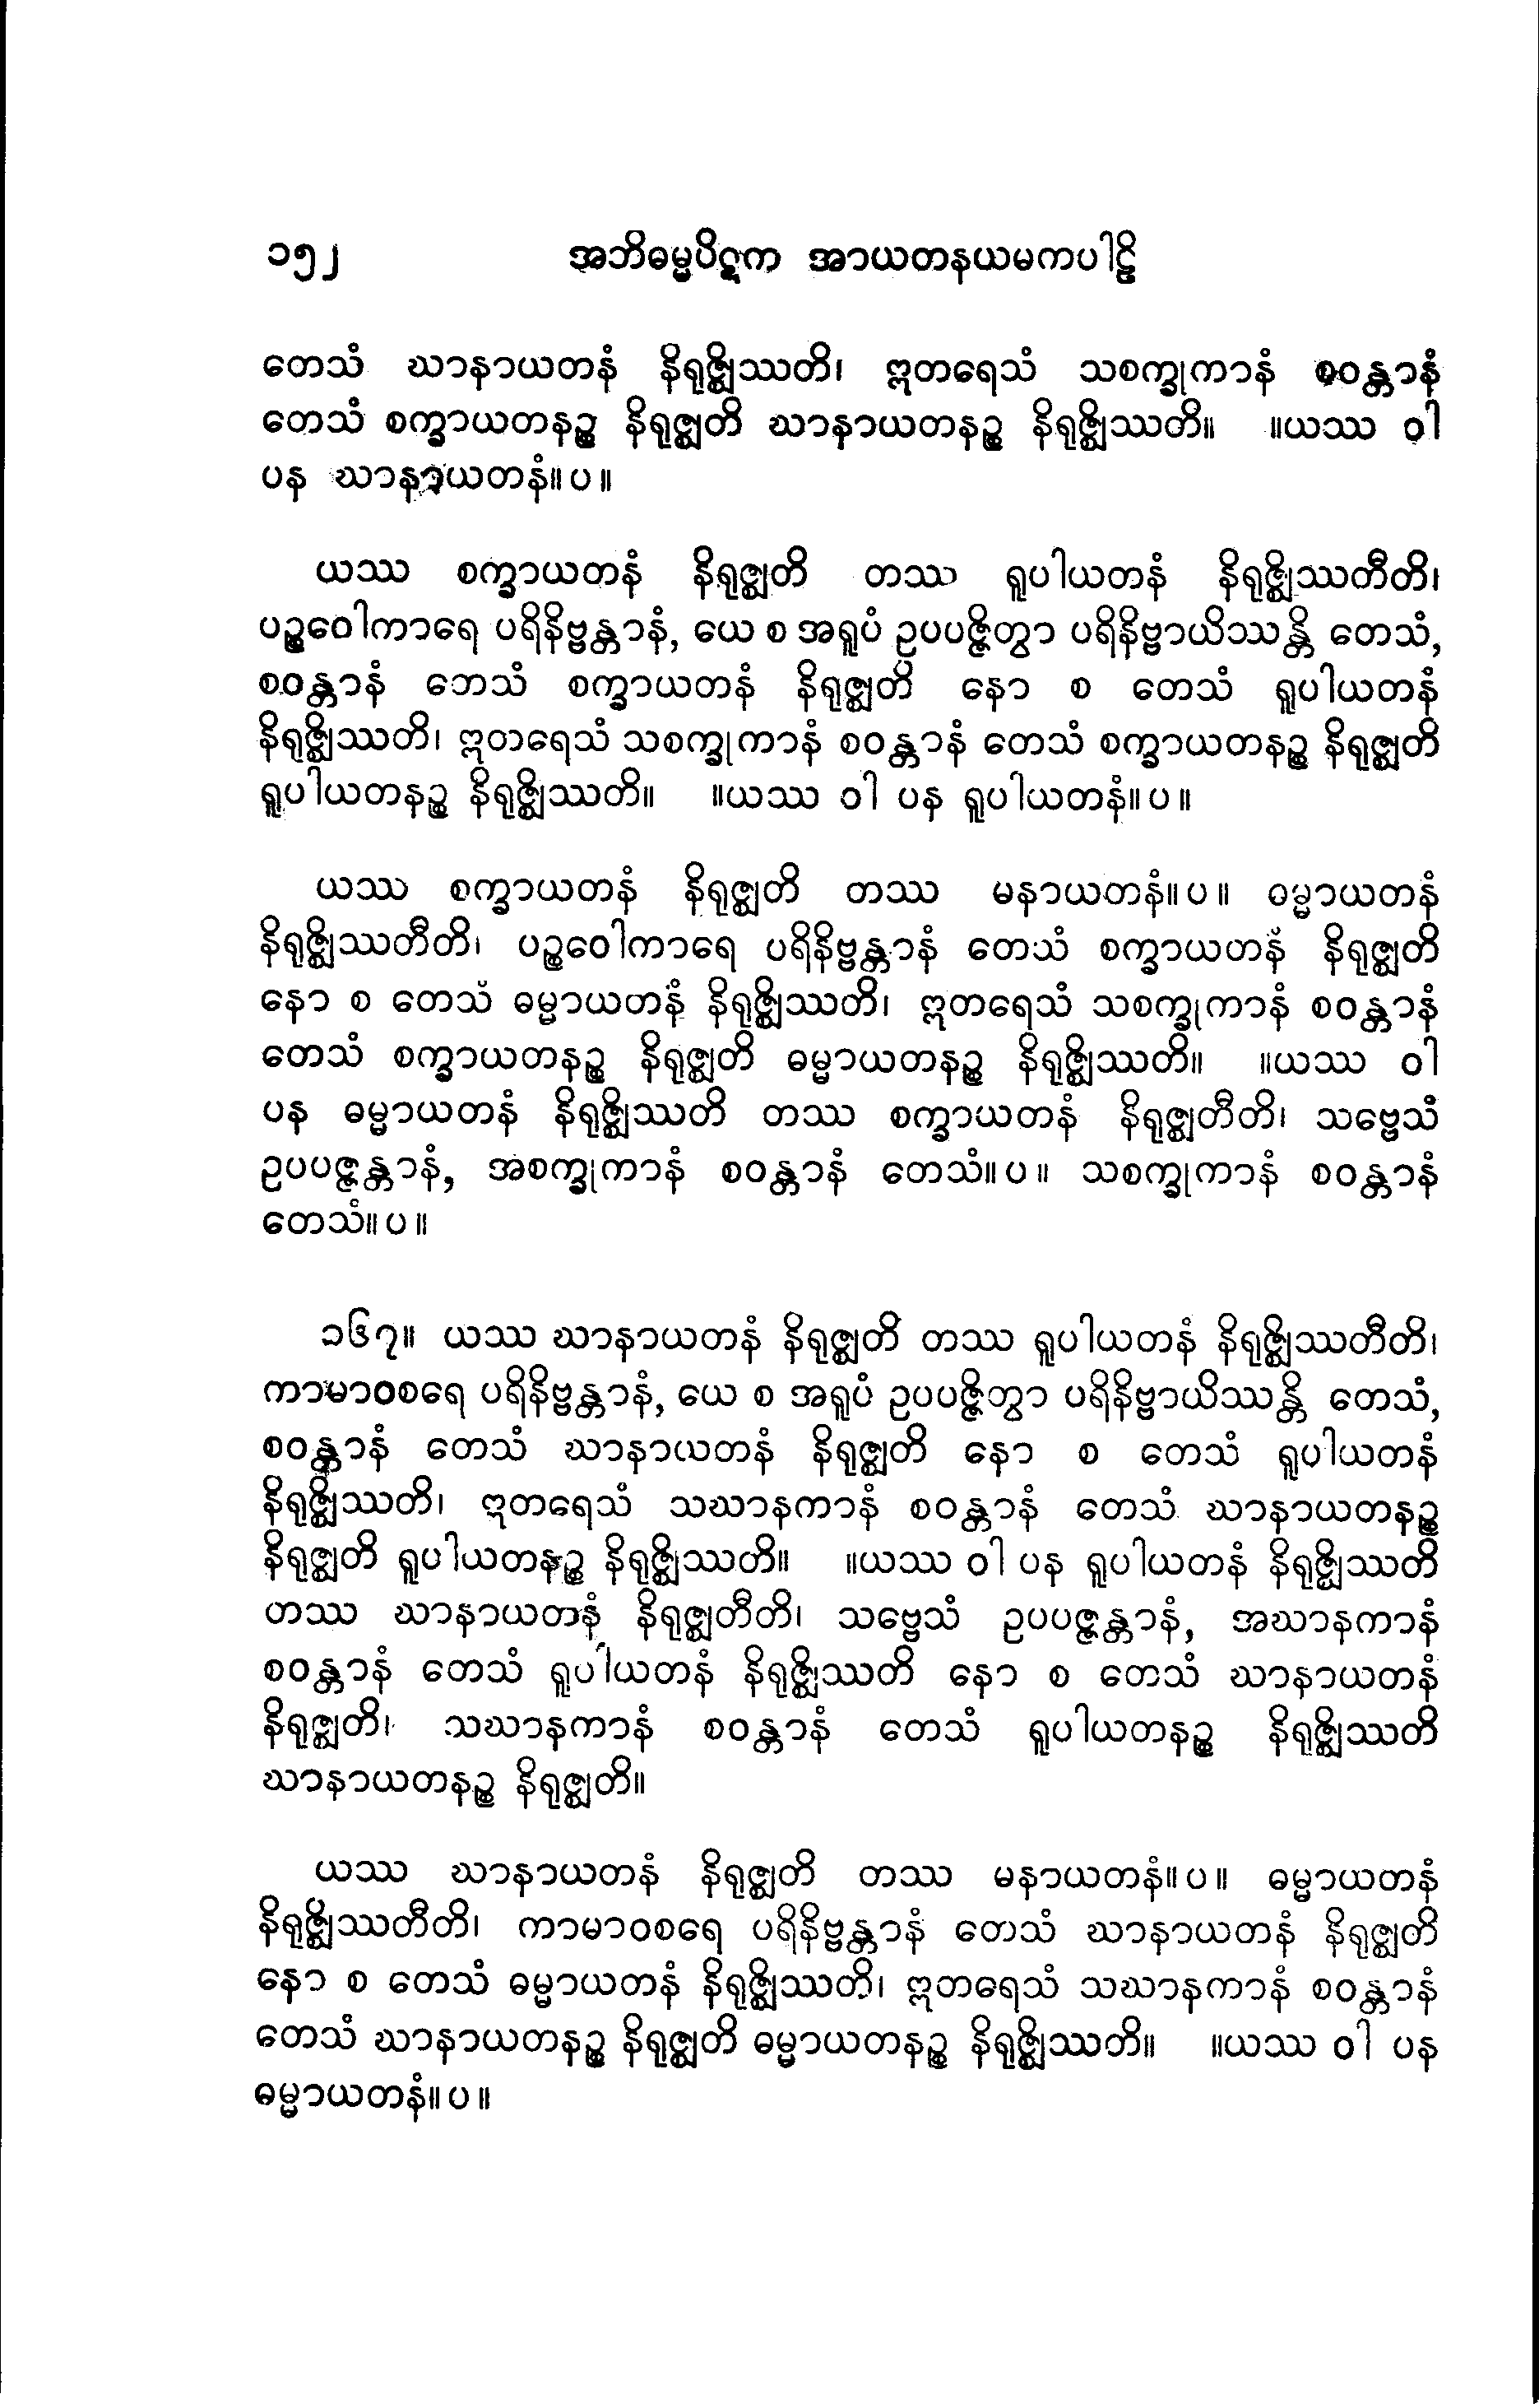 ၁၅၂ အဘိဓမ္မပိဋက အာယတနယမကပါဠိ
တေသံ ဃာနာယတနံ နိရုဇ္ဈိဿတိ၊ ဣတရေသံ သစက္ခုကာနံ စဝန္တာနံ
တေသံ စက္ခာယတနဉ္စ နိရုဇ္ဈတိ ဃာနာယတနဉ္စ နိရုဇ္ဈိဿတိ။ ။ယဿ ဝါ
ပန ဃာနာယတနံ။ပ။
ယဿ စက္ခာယတနံ နိရုဇ္ဈတိ တဿ ရူပါယတနံ နိရုဇ္ဈိဿတီတိ၊
ပဉ္စဝေါကာရေ ပရိနိဗ္ဗန္တာနံ, ယေ စ အရူပံ ဥပပဇ္ဇိတွာ ပရိနိဗ္ဗာယိဿန္တိ တေသံ,
စဝန္တာနံ တေသံ စက္ခာယတနံ နိရုဇ္ဈတိ နော စ တေသံ ရူပါယတနံ
နိရုဇ္ဈိဿတိ၊ ဣတရေသံ သစက္ခုကာနံ စဝန္တာနံ တေသံ စက္ခာယတနဉ္စ နိရုဇ္ဈတိ
ရူပါယတနဉ္စ နိရုဇ္ဈိဿတိ။ ။ယဿ ဝါ ပန ရူပါယတနံ။ပ။
ယဿ စက္ခာယတနံ နိရုဇ္ဈတိ တဿ မနာယတနံ။ပ။ ဓမ္မာယတနံ
နိရုဇ္ဈိဿတီတိ၊ ပဉ္စဝေါကာရေ ပရိနိဗ္ဗန္တာနံ တေသံ စက္ခာယတနံ နိရုဇ္ဈတိ
နော စ တေသံ ဓမ္မာယတနံ နိရုဇ္ဈိဿတိ၊ ဣတရေသံ သစက္ခုကာနံ စဝန္တာနံ
တေသံ စက္ခာယတနဉ္စ နိရုဇ္ဈတိ ဓမ္မာယတနဉ္စ နိရုဇ္ဈိဿတိ။ ။ယဿ ဝါ
ပန ဓမ္မာယတနံ နိရုဇ္ဈိဿတိ တဿ စက္ခာယတနံ နိရုဇ္ဈတီတိ၊ သဗ္ဗေသံ
ဥပပဇ္ဇန္တာနံ, အစက္ခုကာနံ စဝန္တာနံ တေသံ။ပ။ သစက္ခုကာနံ စဝန္တာနံ
တေသံ။ပ။
၁၆၇။ ယဿ ဃာနာယတနံ နိရုဇ္ဈတိ တဿ ရူပါယတနံ နိရုဇ္ဈိဿတီတိ၊
ကာမာဝစရေ ပရိနိဗ္ဗန္တာနံ, ယေ စ အရူပံ ဥပပဇ္ဇိတွာ ပရိနိဗ္ဗာယိဿန္တိ တေသံ,
စဝန္တာနံ တေသံ ဃာနာယတနံ နိရုဇ္ဈတိ နော စ တေသံ ရူပါယတနံ
နိရုဇ္ဈိဿတိ၊ ဣတရေသံ သဃာနကာနံ စဝန္တာနံ တေသံ ဃာနာယတနဉ္စ
နိရုဇ္ဈတိ ရူပါယတနဉ္စ နိရုဇ္ဈိဿတိ။ ။ယဿ ဝါ ပန ရူပါယတနံ နိရုဇ္ဈိဿတိ
တဿ ဃာနာယတနံ နိရုဇ္ဈတီတိ၊ သဗ္ဗေသံ ဥပပဇ္ဇန္တာနံ, အဃာနကာနံ
စဝန္တာနံ တေသံ ရူပါယတနံ နိရုဇ္ဈိဿတိ နော စ တေသံ ဃာနာယတနံ
နိရုဇ္ဈတိ၊ သဃာနကာနံ စဝန္တာနံ တေသံ ရူပါယတနဉ္စ နိရုဇ္ဈိဿတိ
ဃာနာယတနဉ္စ နိရုဇ္ဈတိ။
ယဿ ဃာနာယတနံ နိရုဇ္ဈတိ တဿ မနာယတနံ။ပ။ ဓမ္မာယတနံ
နိရုဇ္ဈိဿတီတိ၊ ကာမာဝစရေ ပရိနိဗ္ဗန္တာနံ တေသံ ဃာနာယတနံ နိရုဇ္ဈတိ
နော စ တေသံ ဓမ္မာယတနံ နိရုဇ္ဈိဿတိ၊ ဣတရေသံ သဃာနကာနံ စဝန္တာနံ
တေသံ ဃာနာယတနဉ္စ နိရုဇ္ဈတိ ဓမ္မာယတနဉ္စ နိရုဇ္ဈိဿတိ။ ။ယဿ ဝါ ပန
ဓမ္မာယတနံ။ပ။